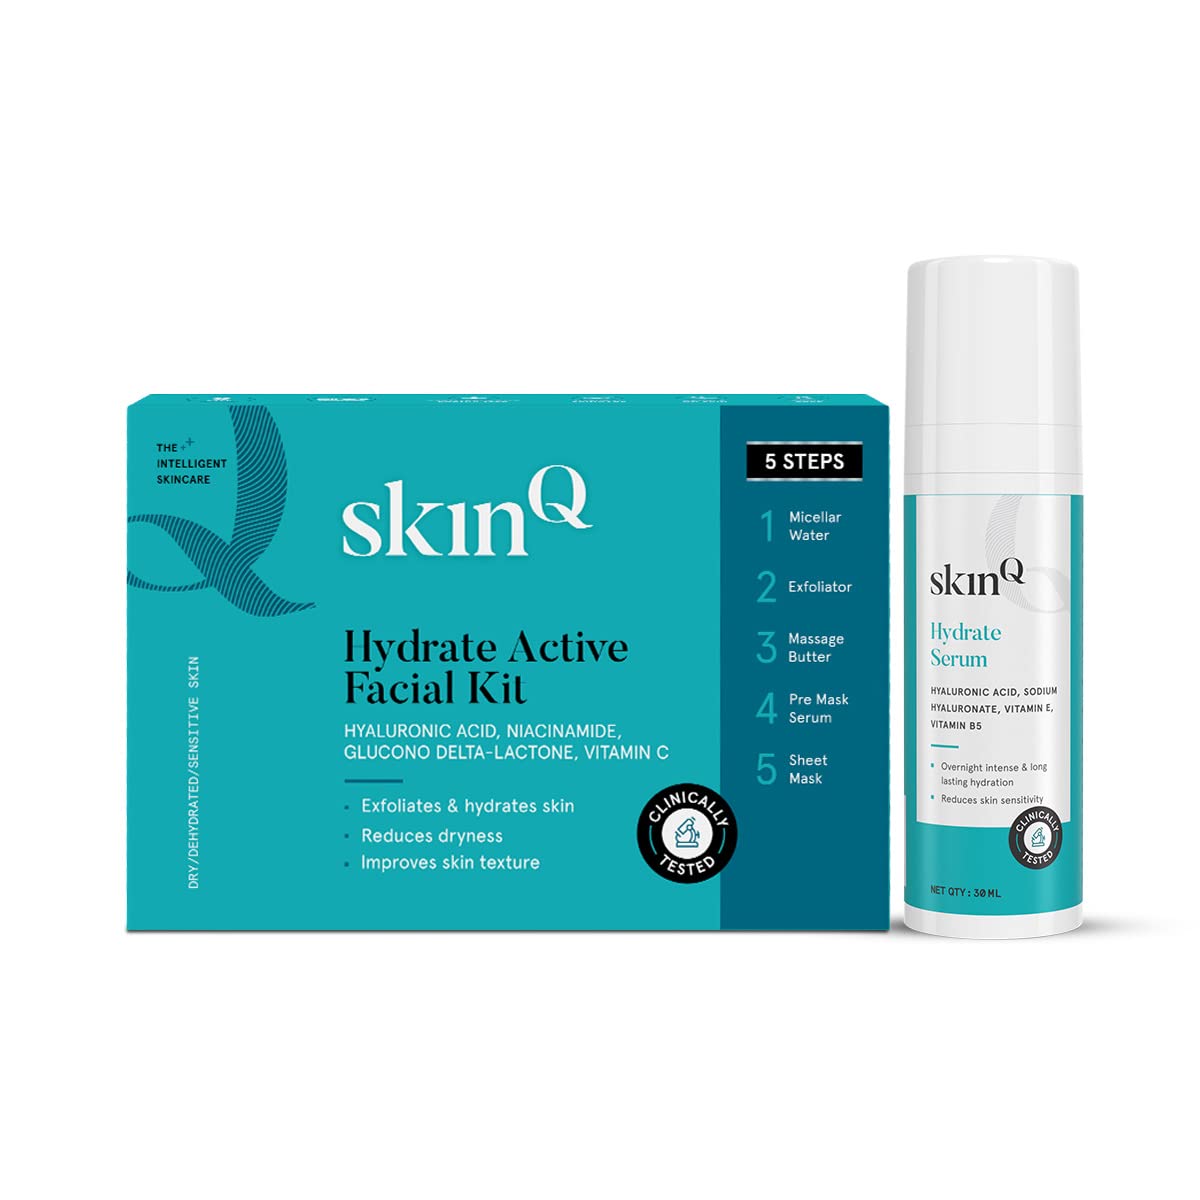 THE ++
INTELLIGENT
SKINCARE
skinQ
Hydrate Active
Facial Kit
HYALURONIC ACID, NIACINAMIDE,
GLUCONO DELTA-LACTONE, VITAMIN C
• Exfoliates & hydrates skin
• Reduces dryness
• Improves skin texture
DRY/DEHYDRATED/SENSITIVE SKIN
CLINICALLY
TESTED
5 STEPS
1 Micellar
Water
2 Exfoliator
3 Massage
Butter
4 Pre Mask
Serum
5 Sheet
Mask
skinQ
Hydrate
Serum
HYALURONIC ACID, SODIUM
HYALURONATE, VITAMIN E,
VITAMIN B5
• Overnight intense & long
lasting hydration
• Reduces skin sensitivity
CLINICALLY
TESTED
NET QTY: 30 ML